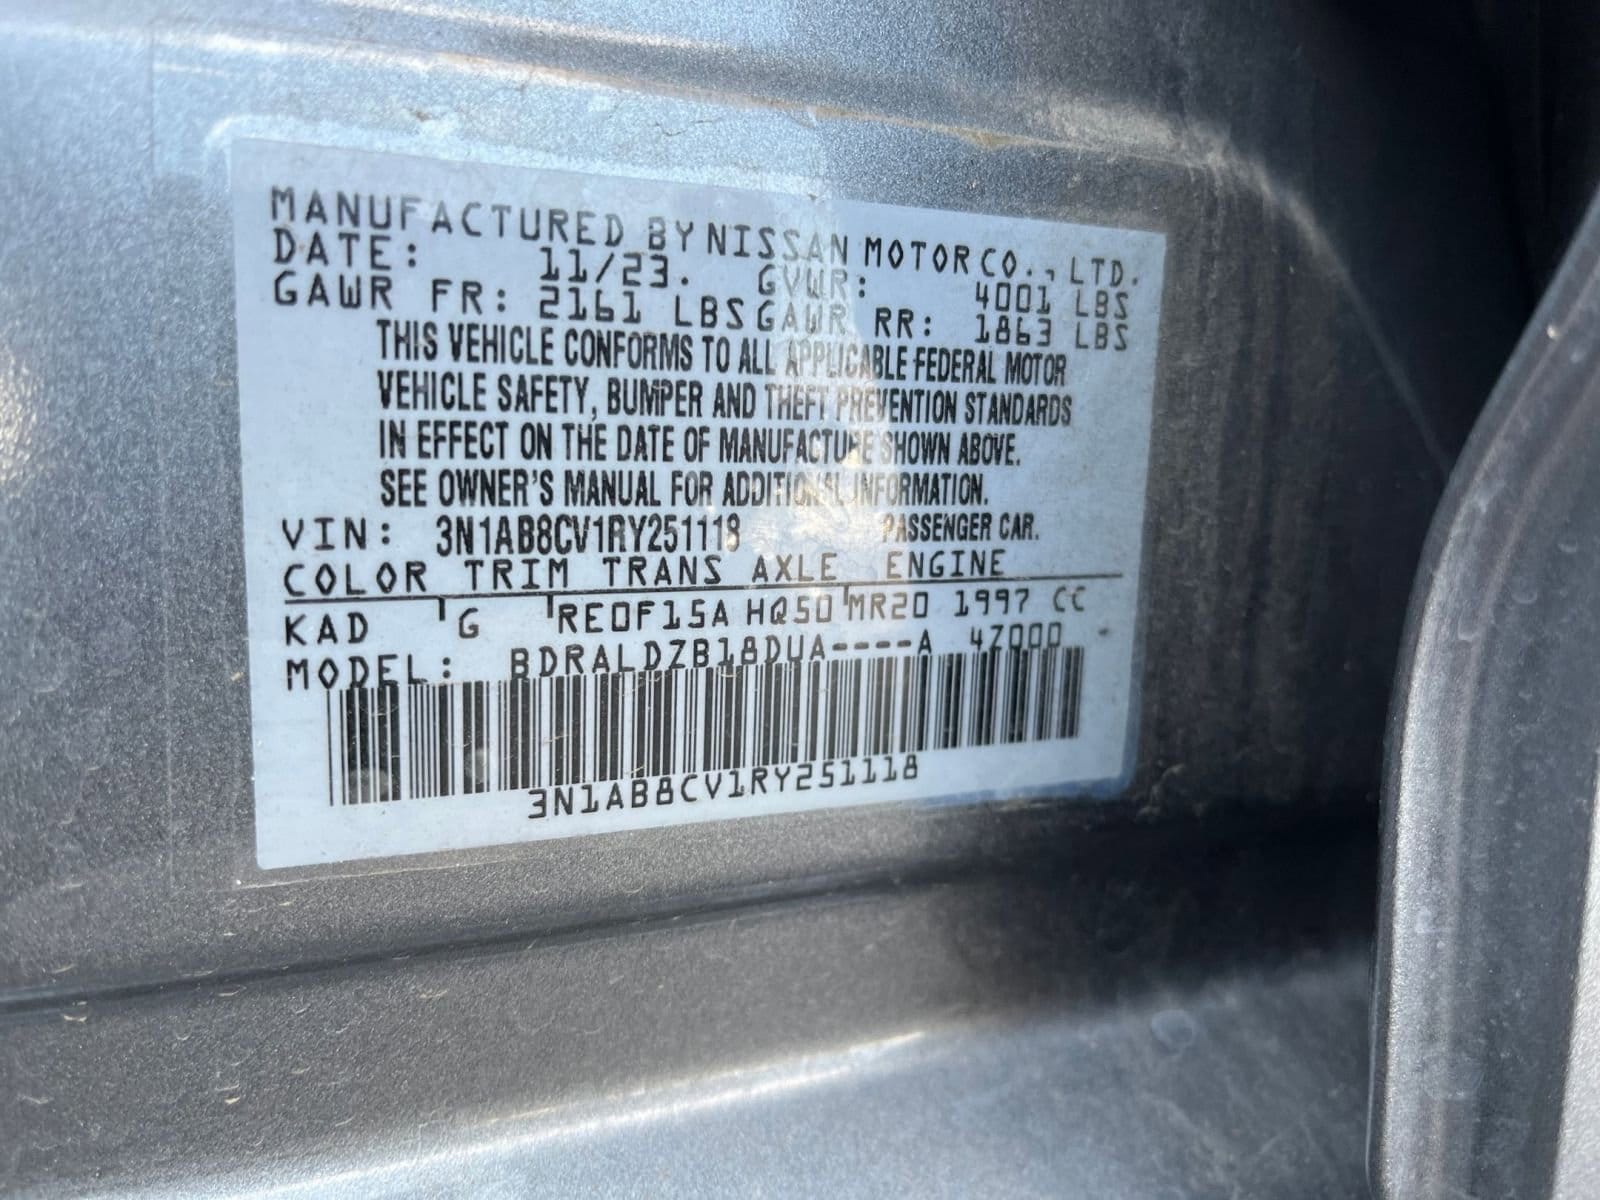 MANUFACTURED BY NISSAN MOTOR CO., LTD.
DATE: 11/23. GVWR: 4001 LBS
GAWR FR: 2161 LBS GAWR RR: 1863 LBS
THIS VEHICLE CONFORMS TO ALL APPLICABLE FEDERAL MOTOR
VEHICLE SAFETY, BUMPER AND THEFT PREVENTION STANDARDS
IN EFFECT ON THE DATE OF MANUFACTURE SHOWN ABOVE.
SEE OWNER'S MANUAL FOR ADDITIONAL INFORMATION.
VIN: 3N1AB8CV1RY251118 PASSENGER CAR.
COLOR TRIM TRANS AXLE ENGINE
KAD G RE0F15A HQ50 MR20 1997 CC
MODEL: BDRALDZB18DUA----A 4Z000 -
3N1AB8CV1RY251118